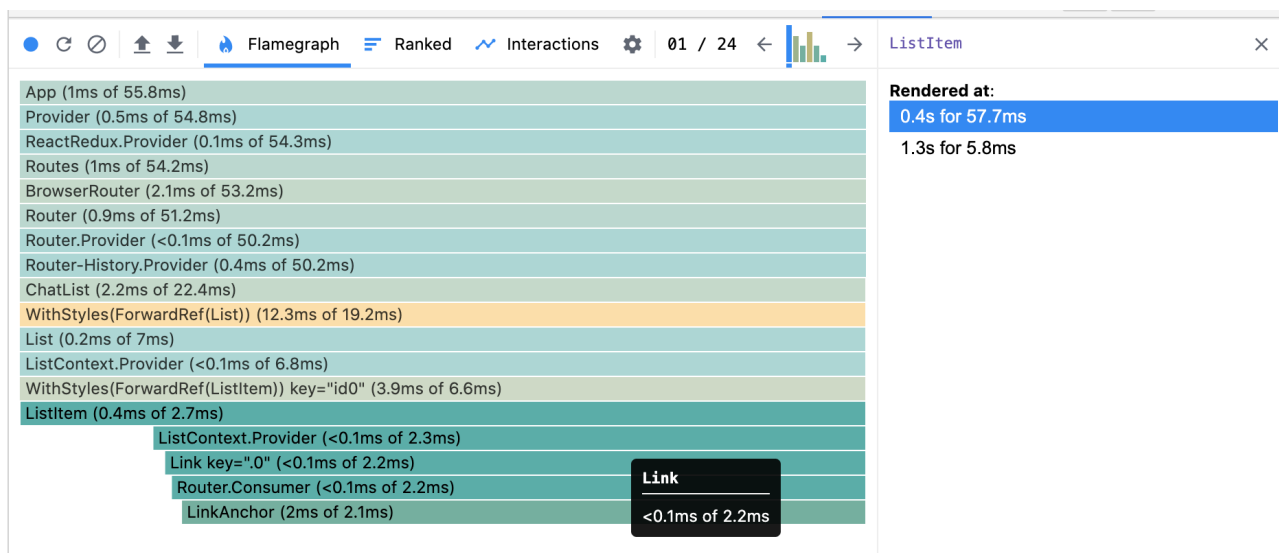 Flamegraph Ranked Interactions 01 / 24
App (1ms of 55.8ms)
Provider (0.5ms of 54.8ms)
ReactRedux.Provider (0.1ms of 54.3ms)
Routes (1ms of 54.2ms)
BrowserRouter (2.1ms of 53.2ms)
Router (0.9ms of 51.2ms)
Router.Provider (<0.1ms of 50.2ms)
Router-History.Provider (0.4ms of 50.2ms)
ChatList (2.2ms of 22.4ms)
WithStyles(ForwardRef(List)) (12.3ms of 19.2ms)
List (0.2ms of 7ms)
ListContext.Provider (<0.1ms of 6.8ms)
WithStyles(ForwardRef(ListItem)) key="id0" (3.9ms of 6.6ms)
ListItem (0.4ms of 2.7ms)
ListContext.Provider (<0.1ms of 2.3ms)
Link key=".0" (<0.1ms of 2.2ms)
Router.Consumer (<0.1ms of 2.2ms)
LinkAnchor (2ms of 2.1ms)
Link
<0.1ms of 2.2ms
ListItem
Rendered at:
0.4s for 57.7ms
1.3s for 5.8ms